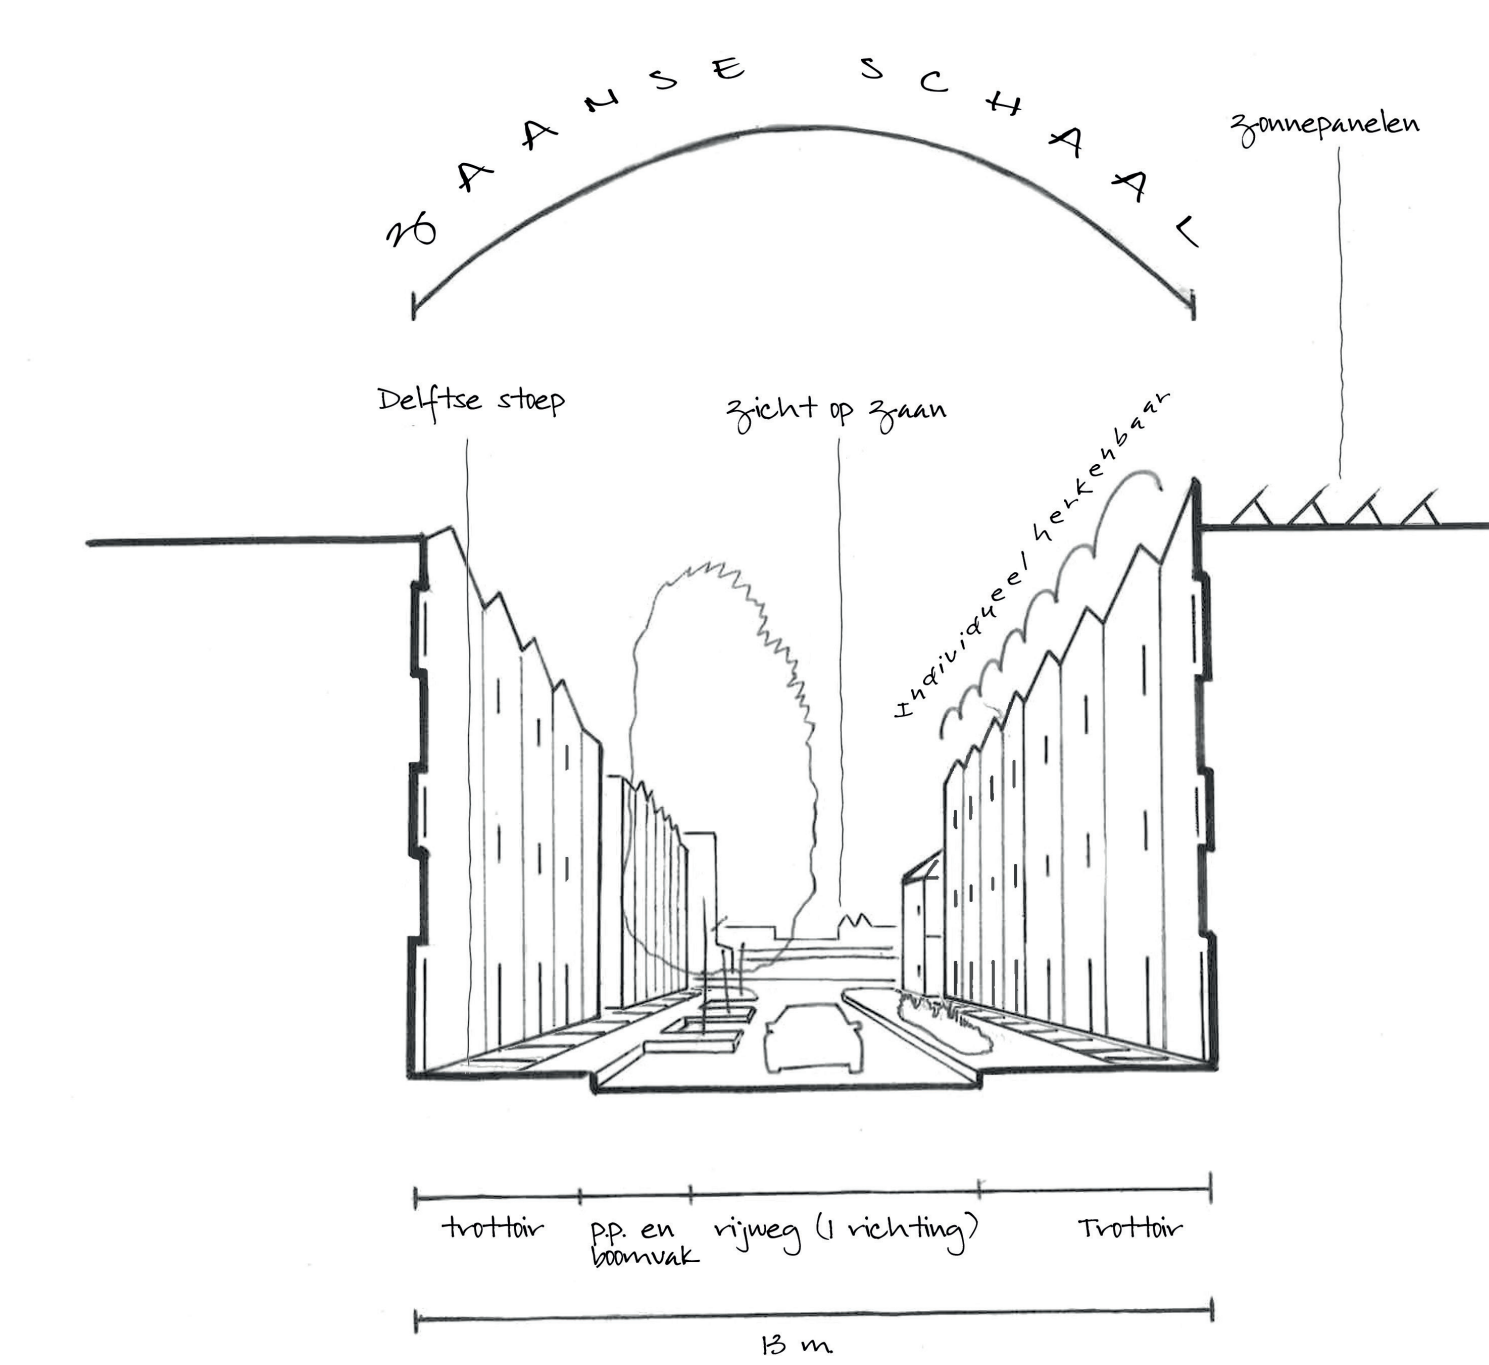 ZAANSE SCHAAL
zonnepanelen
Delftse stoep
zicht op zaan
Individueel herkenbaar
trottoir
p.p. en
boomvak
rijweg (1 richting)
Trottoir
13 m.